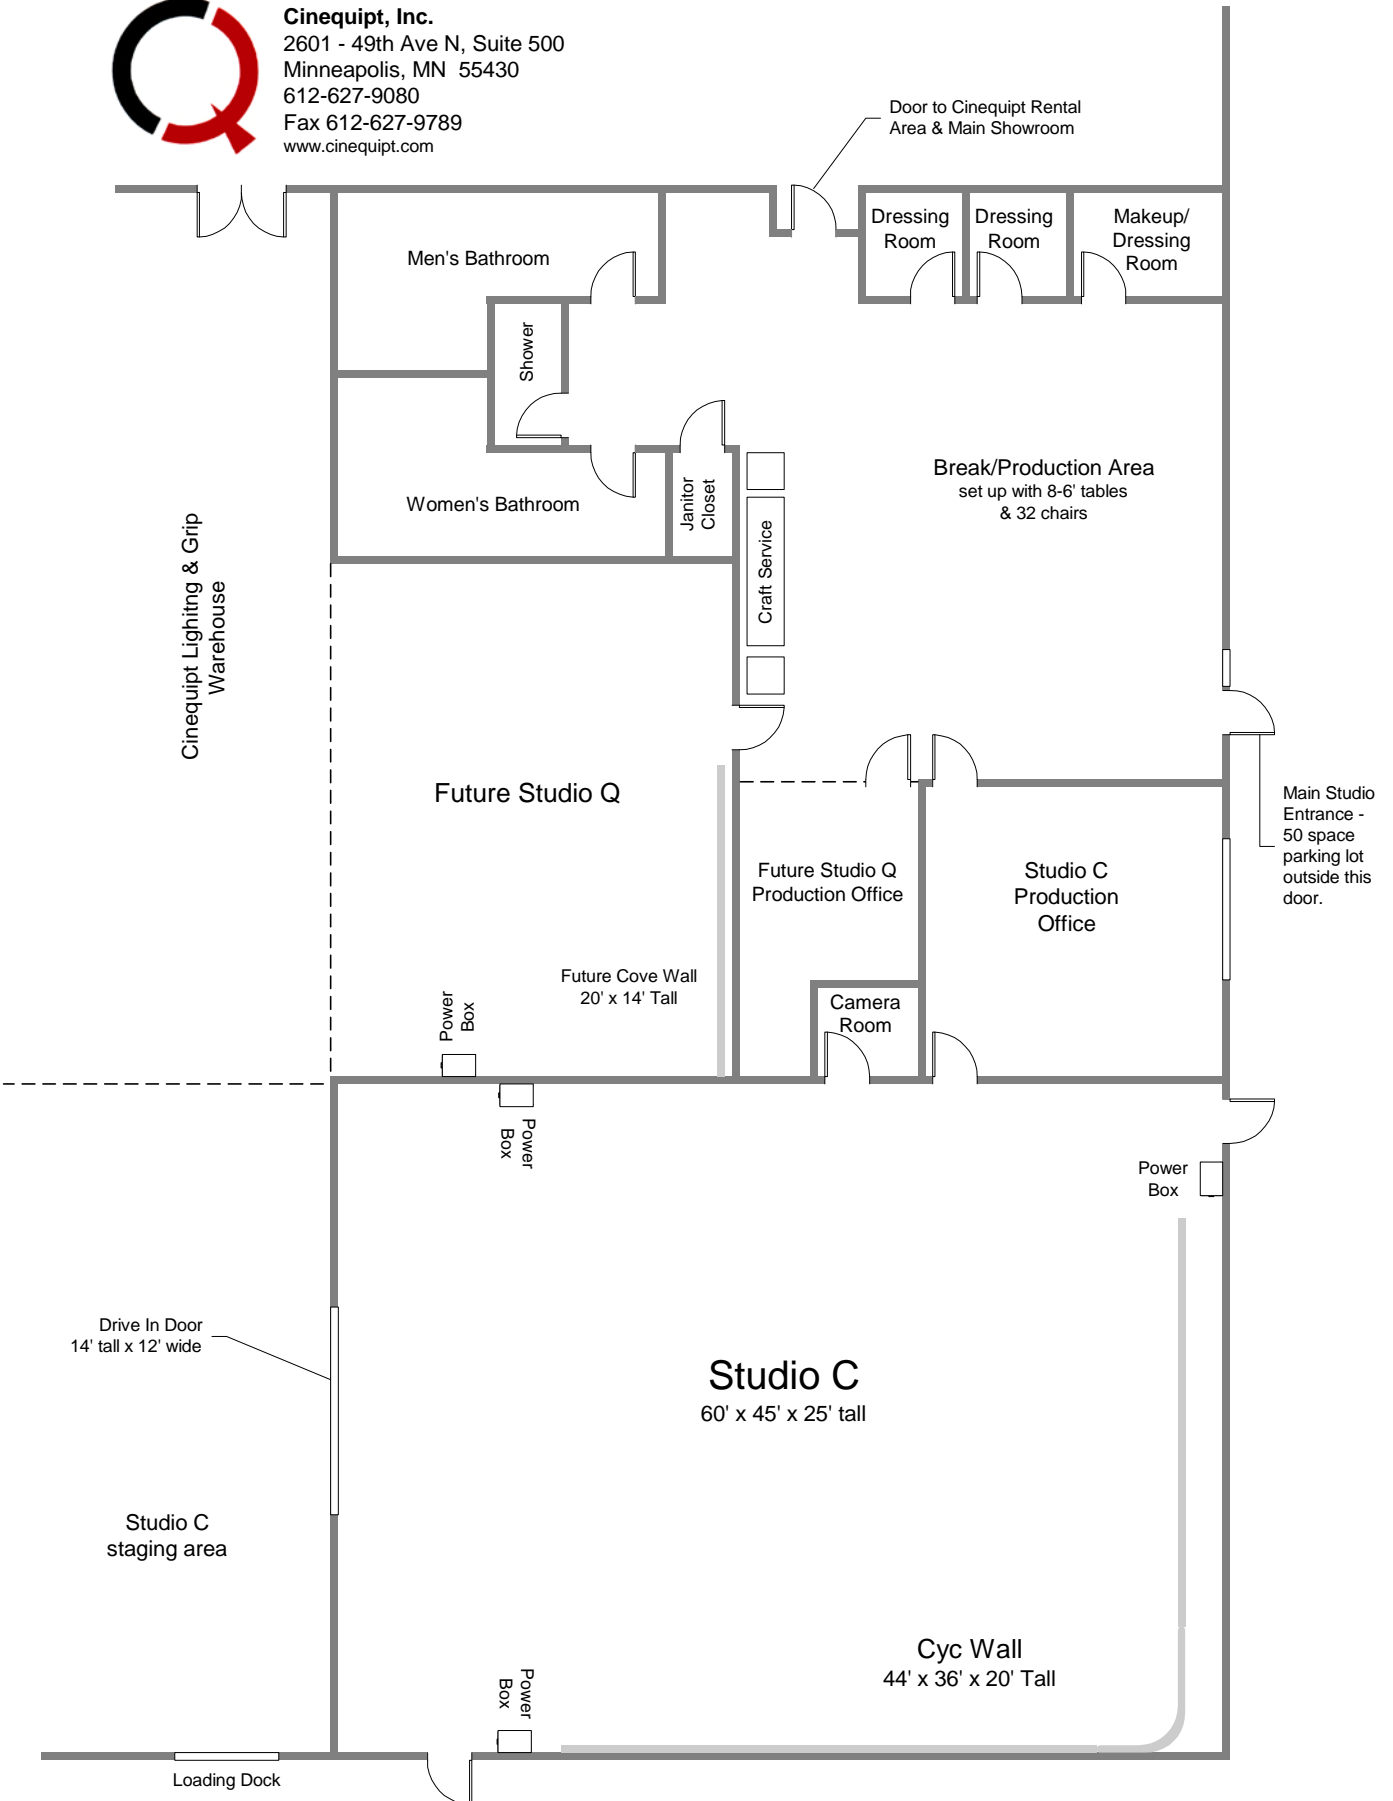 Cinequipt, Inc.
2601 - 49th Ave N, Suite 500
Minneapolis, MN  55430
612-627-9080
Fax 612-627-9789
www.cinequipt.com
Door to Cinequipt Rental
Area & Main Showroom
Dressing
Room
Dressing
Room
Makeup/
Dressing
Room
Men's Bathroom
Shower
Women's Bathroom
Janitor
Closet
Craft Service
Break/Production Area
set up with 8-6' tables
& 32 chairs
Cinequipt Lighitng & Grip
Warehouse
Future Studio Q
Main Studio
Entrance -
50 space
parking lot
outside this
door.
Future Studio Q
Production Office
Studio C
Production
Office
Future Cove Wall
20' x 14' Tall
Camera
Room
Power
Box
Power
Box
Power
Box
Drive In Door
14' tall x 12' wide
Studio C
60' x 45' x 25' tall
Studio C
staging area
Cyc Wall
44' x 36' x 20' Tall
Power
Box
Loading Dock